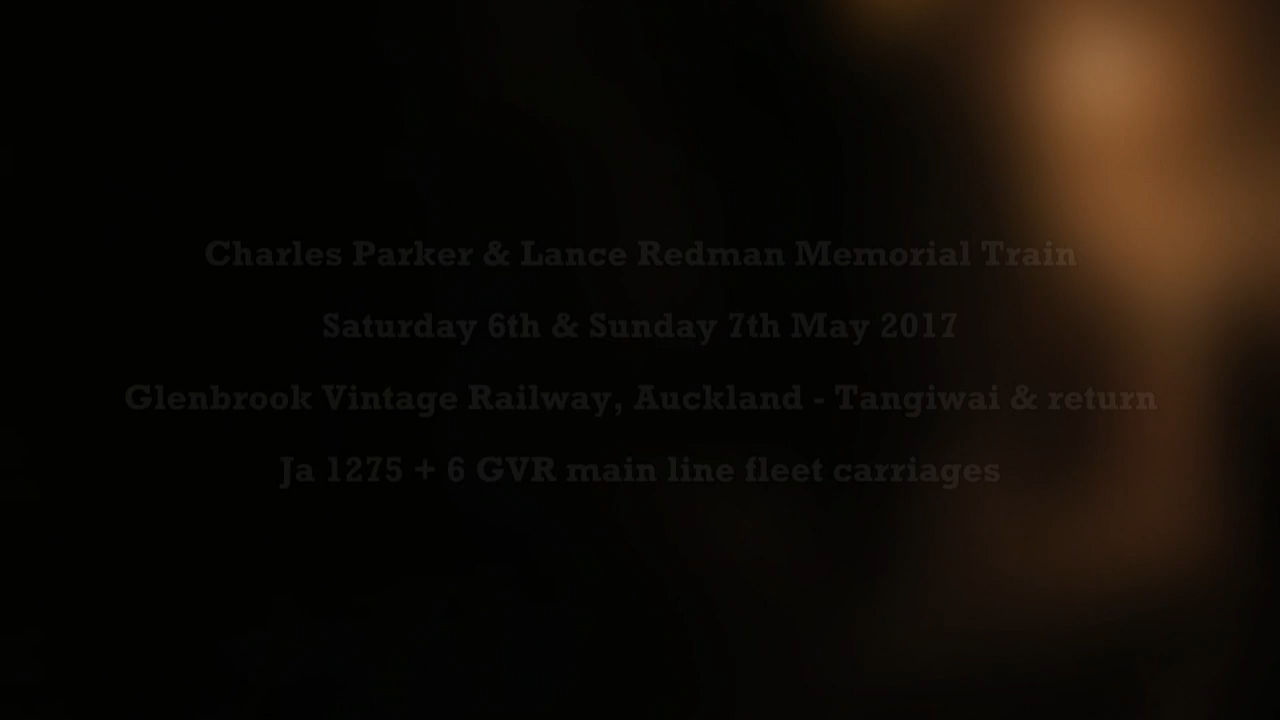 Charles Parker & Lance Redman Memorial Train
Saturday 6th & Sunday 7th May 2017
Glenbrook Vintage Railway, Auckland - Tangiwai & return
Ja 1275 + 6 GVR main line fleet carriages